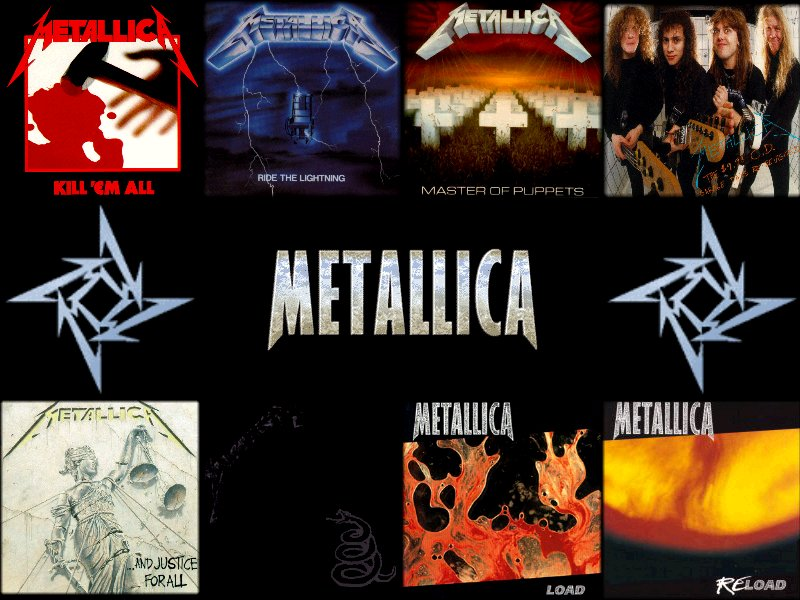 METALLICA
KILL 'EM ALL
METALLICA
RIDE THE LIGHTNING
METALLICA
MASTER OF PUPPETS
METALLICA
METALLICA
...AND JUSTICE
FOR ALL
METALLICA
LOAD
METALLICA
RELOAD